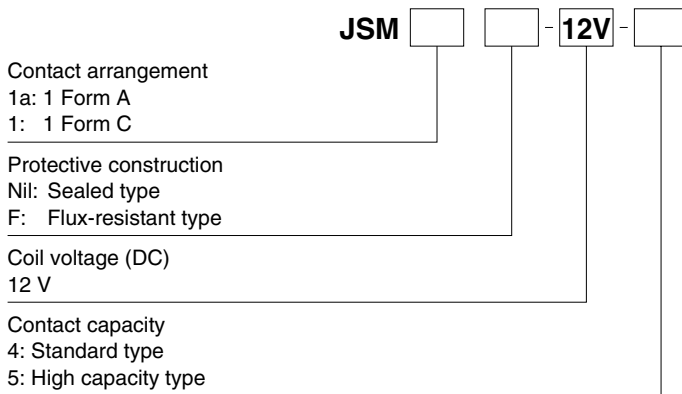 JSM - 12V -
Contact arrangement
1a: 1 Form A
1: 1 Form C
Protective construction
Nil: Sealed type
F: Flux-resistant type
Coil voltage (DC)
12 V
Contact capacity
4: Standard type
5: High capacity type